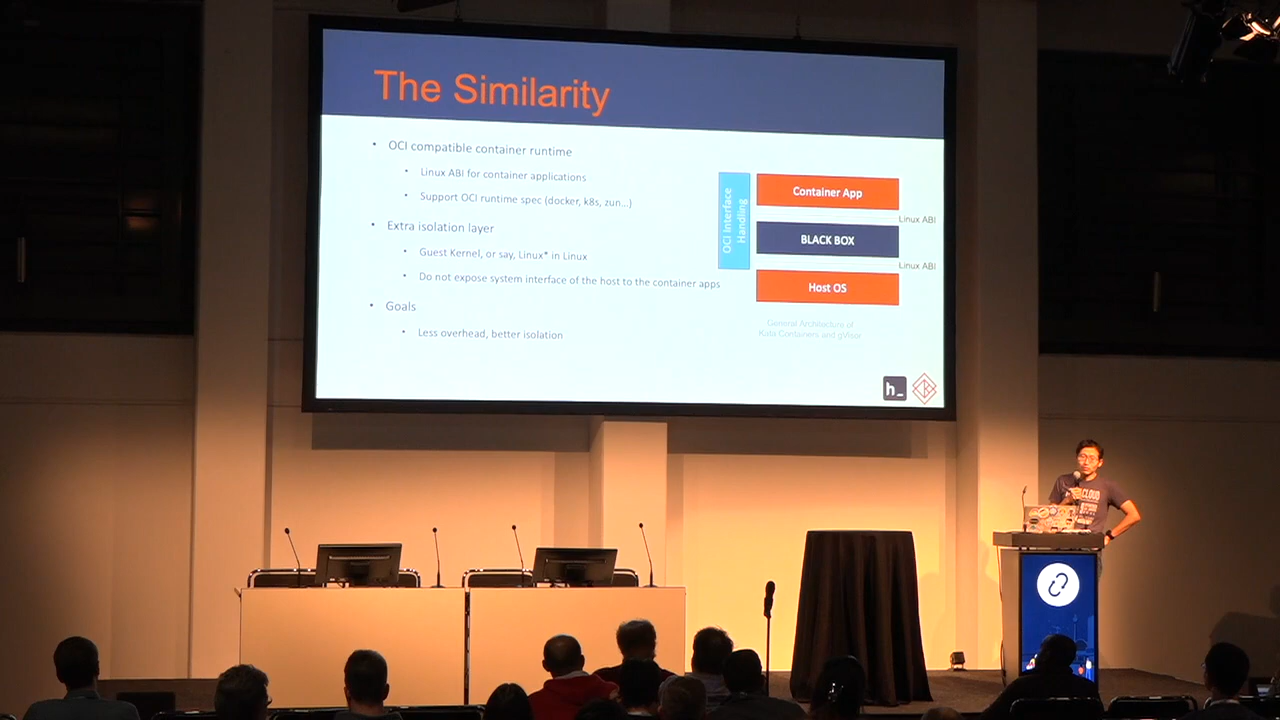 The Similarity
OCI compatible container runtime
Linux ABI for container applications
Support OCI runtime spec (docker, k8s, zun...)
Extra isolation layer
Guest Kernel, or say, Linux* in Linux
Do not expose system interface of the host to the container apps
Goals
Less overhead, better isolation
OCI Interface
Handling
Container App
Linux ABI
BLACK BOX
Linux ABI
Host OS
General Architecture of
Kata Containers and gVisor
h_
CLOUD